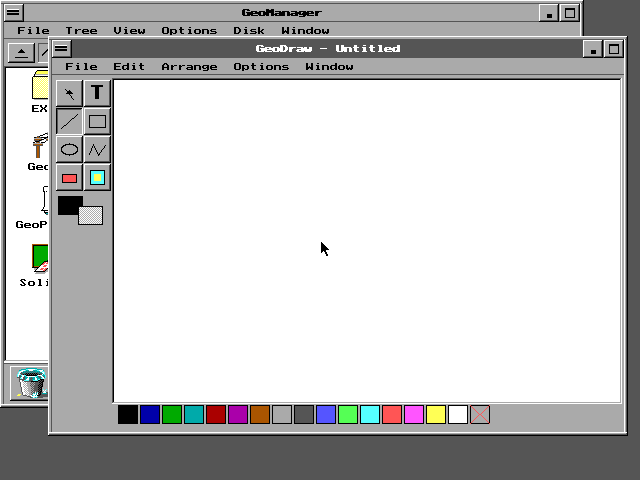 GeoManager
File Tree View Options Disk Window
GeoDraw - Untitled
File Edit Arrange Options Window
T
EX
Geo
GeoP
Soli